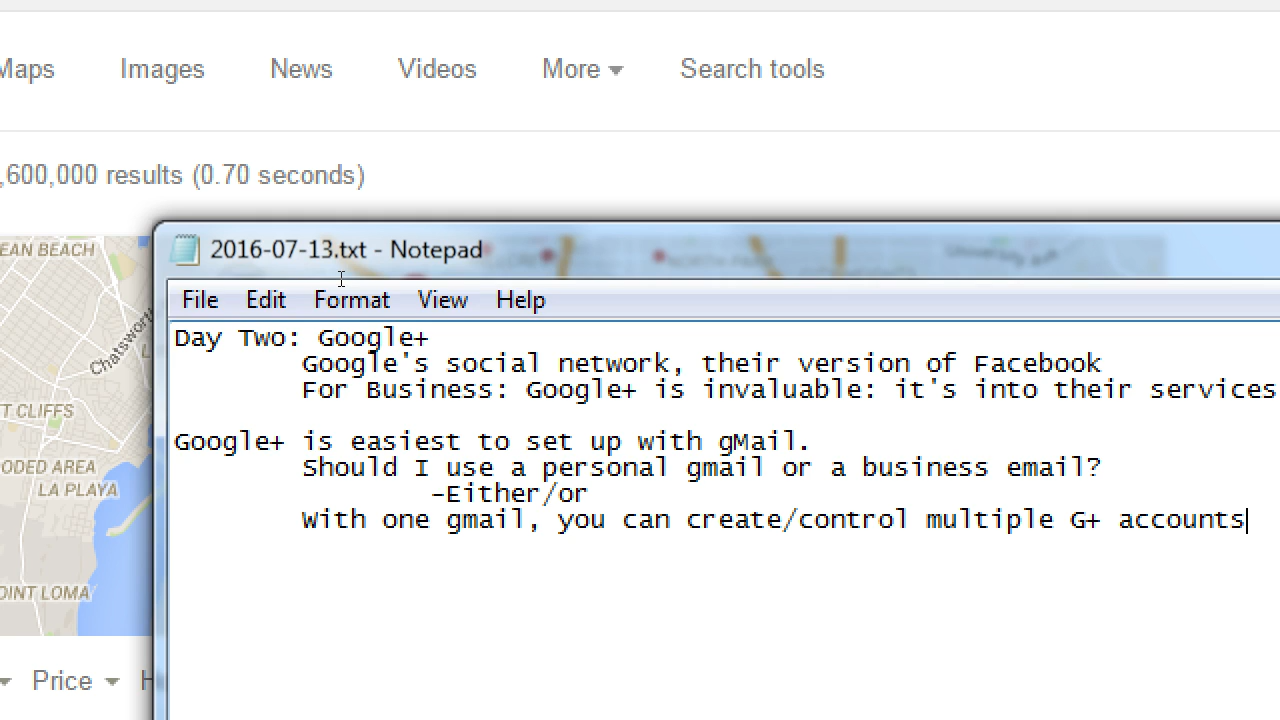 Maps Images News Videos More Search tools
,600,000 results (0.70 seconds)
EAN BEACH
2016-07-13.txt - Notepad
File Edit Format View Help
Chatsworth
Day Two: Google+
Google's social network, their version of Facebook
For Business: Google+ is invaluable: it's into their services
T CLIFFS
Google+ is easiest to set up with gMail.
ODED AREA
Should I use a personal gmail or a business email?
LA PLAYA
-Either/or
With one gmail, you can create/control multiple G+ accounts
OINT LOMA
Price H